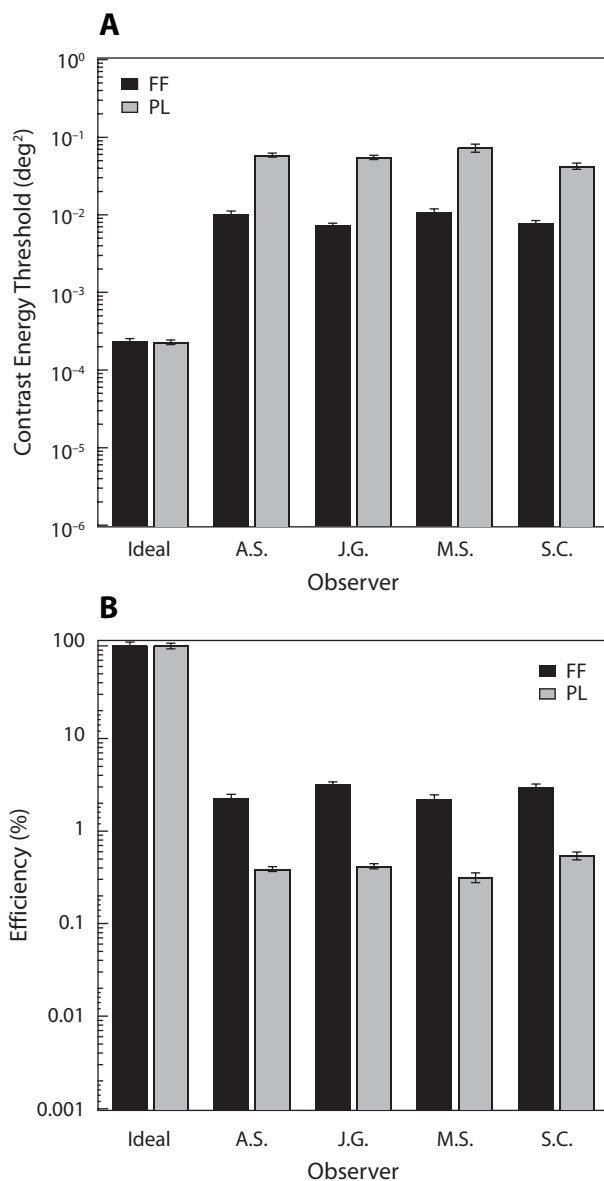 A
Contrast Energy Threshold (deg²)
10⁰
10⁻¹
10⁻²
10⁻³
10⁻⁴
10⁻⁵
10⁻⁶
FF
PL
Ideal A.S. J.G. M.S. S.C.
Observer
B
Efficiency (%)
100
10
1
0.1
0.01
0.001
FF
PL
Ideal A.S. J.G. M.S. S.C.
Observer